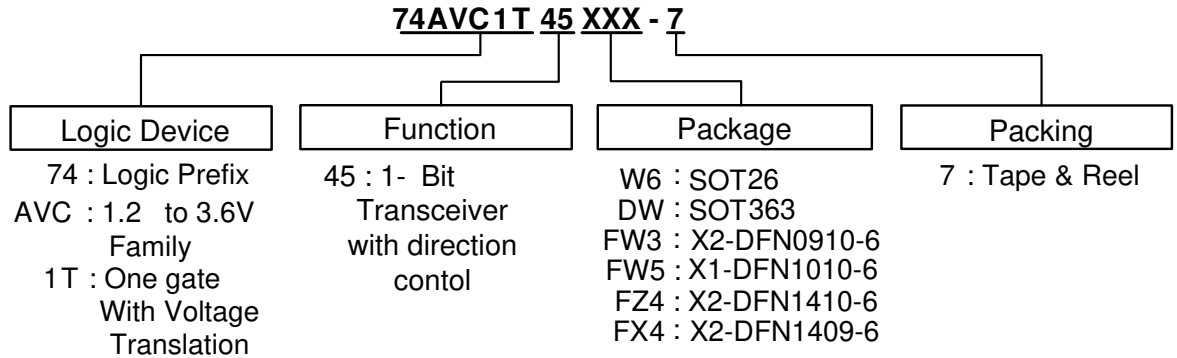 74AVC1T 45 XXX - 7
Logic Device
74 : Logic Prefix
AVC : 1.2 to 3.6V
Family
1T : One gate
With Voltage
Translation
Function
45 : 1- Bit
Transceiver
with direction
contol
Package
W6 : SOT26
DW : SOT363
FW3 : X2-DFN0910-6
FW5 : X1-DFN1010-6
FZ4 : X2-DFN1410-6
FX4 : X2-DFN1409-6
Packing
7 : Tape & Reel